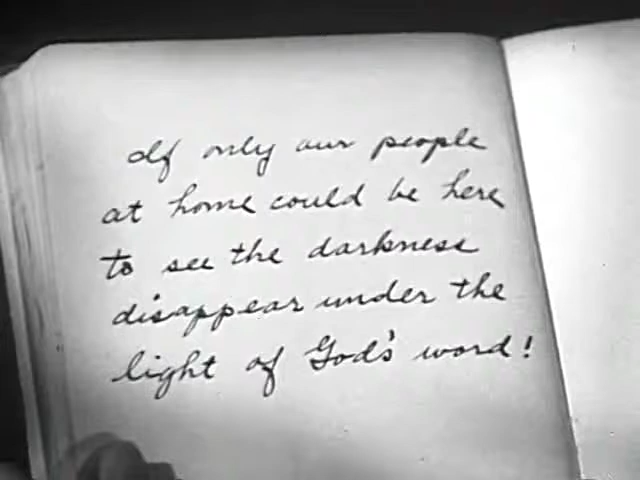 If only our people
at home could be here
to see the darkness
disappear under the
light of God's word!